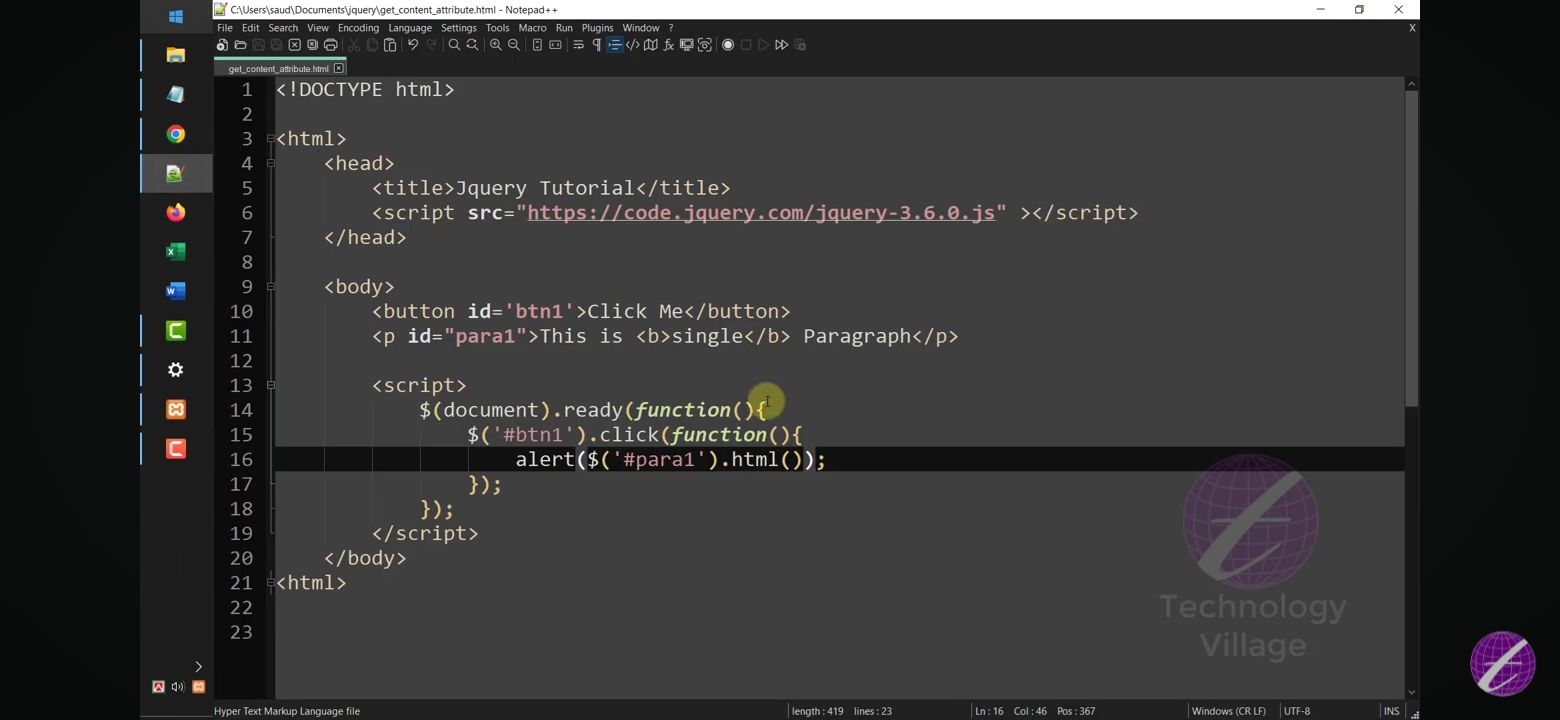 C:\Users\saud\Documents\jquery\get_content_attribute.html - Notepad++
File Edit Search View Encoding Language Settings Tools Macro Run Plugins Window ? X
get_content_attribute.html
1 <!DOCTYPE html>
2
3 <html>
4 <head>
5 <title>Jquery Tutorial</title>
6 <script src="https://code.jquery.com/jquery-3.6.0.js" ></script>
7 </head>
8
9 <body>
10 <button id='btn1'>Click Me</button>
11 <p id="para1">This is <b>single</b> Paragraph</p>
12
13 <script>
14 $(document).ready(function(){
15 $('#btn1').click(function(){
16 alert($('#para1').html());
17 });
18 });
19 </script>
20 </body>
21 <html>
22
23
Technology
Village
Hyper Text Markup Language file length : 419 lines : 23 Ln : 16 Col : 46 Pos : 367 Windows (CR LF) UTF-8 INS